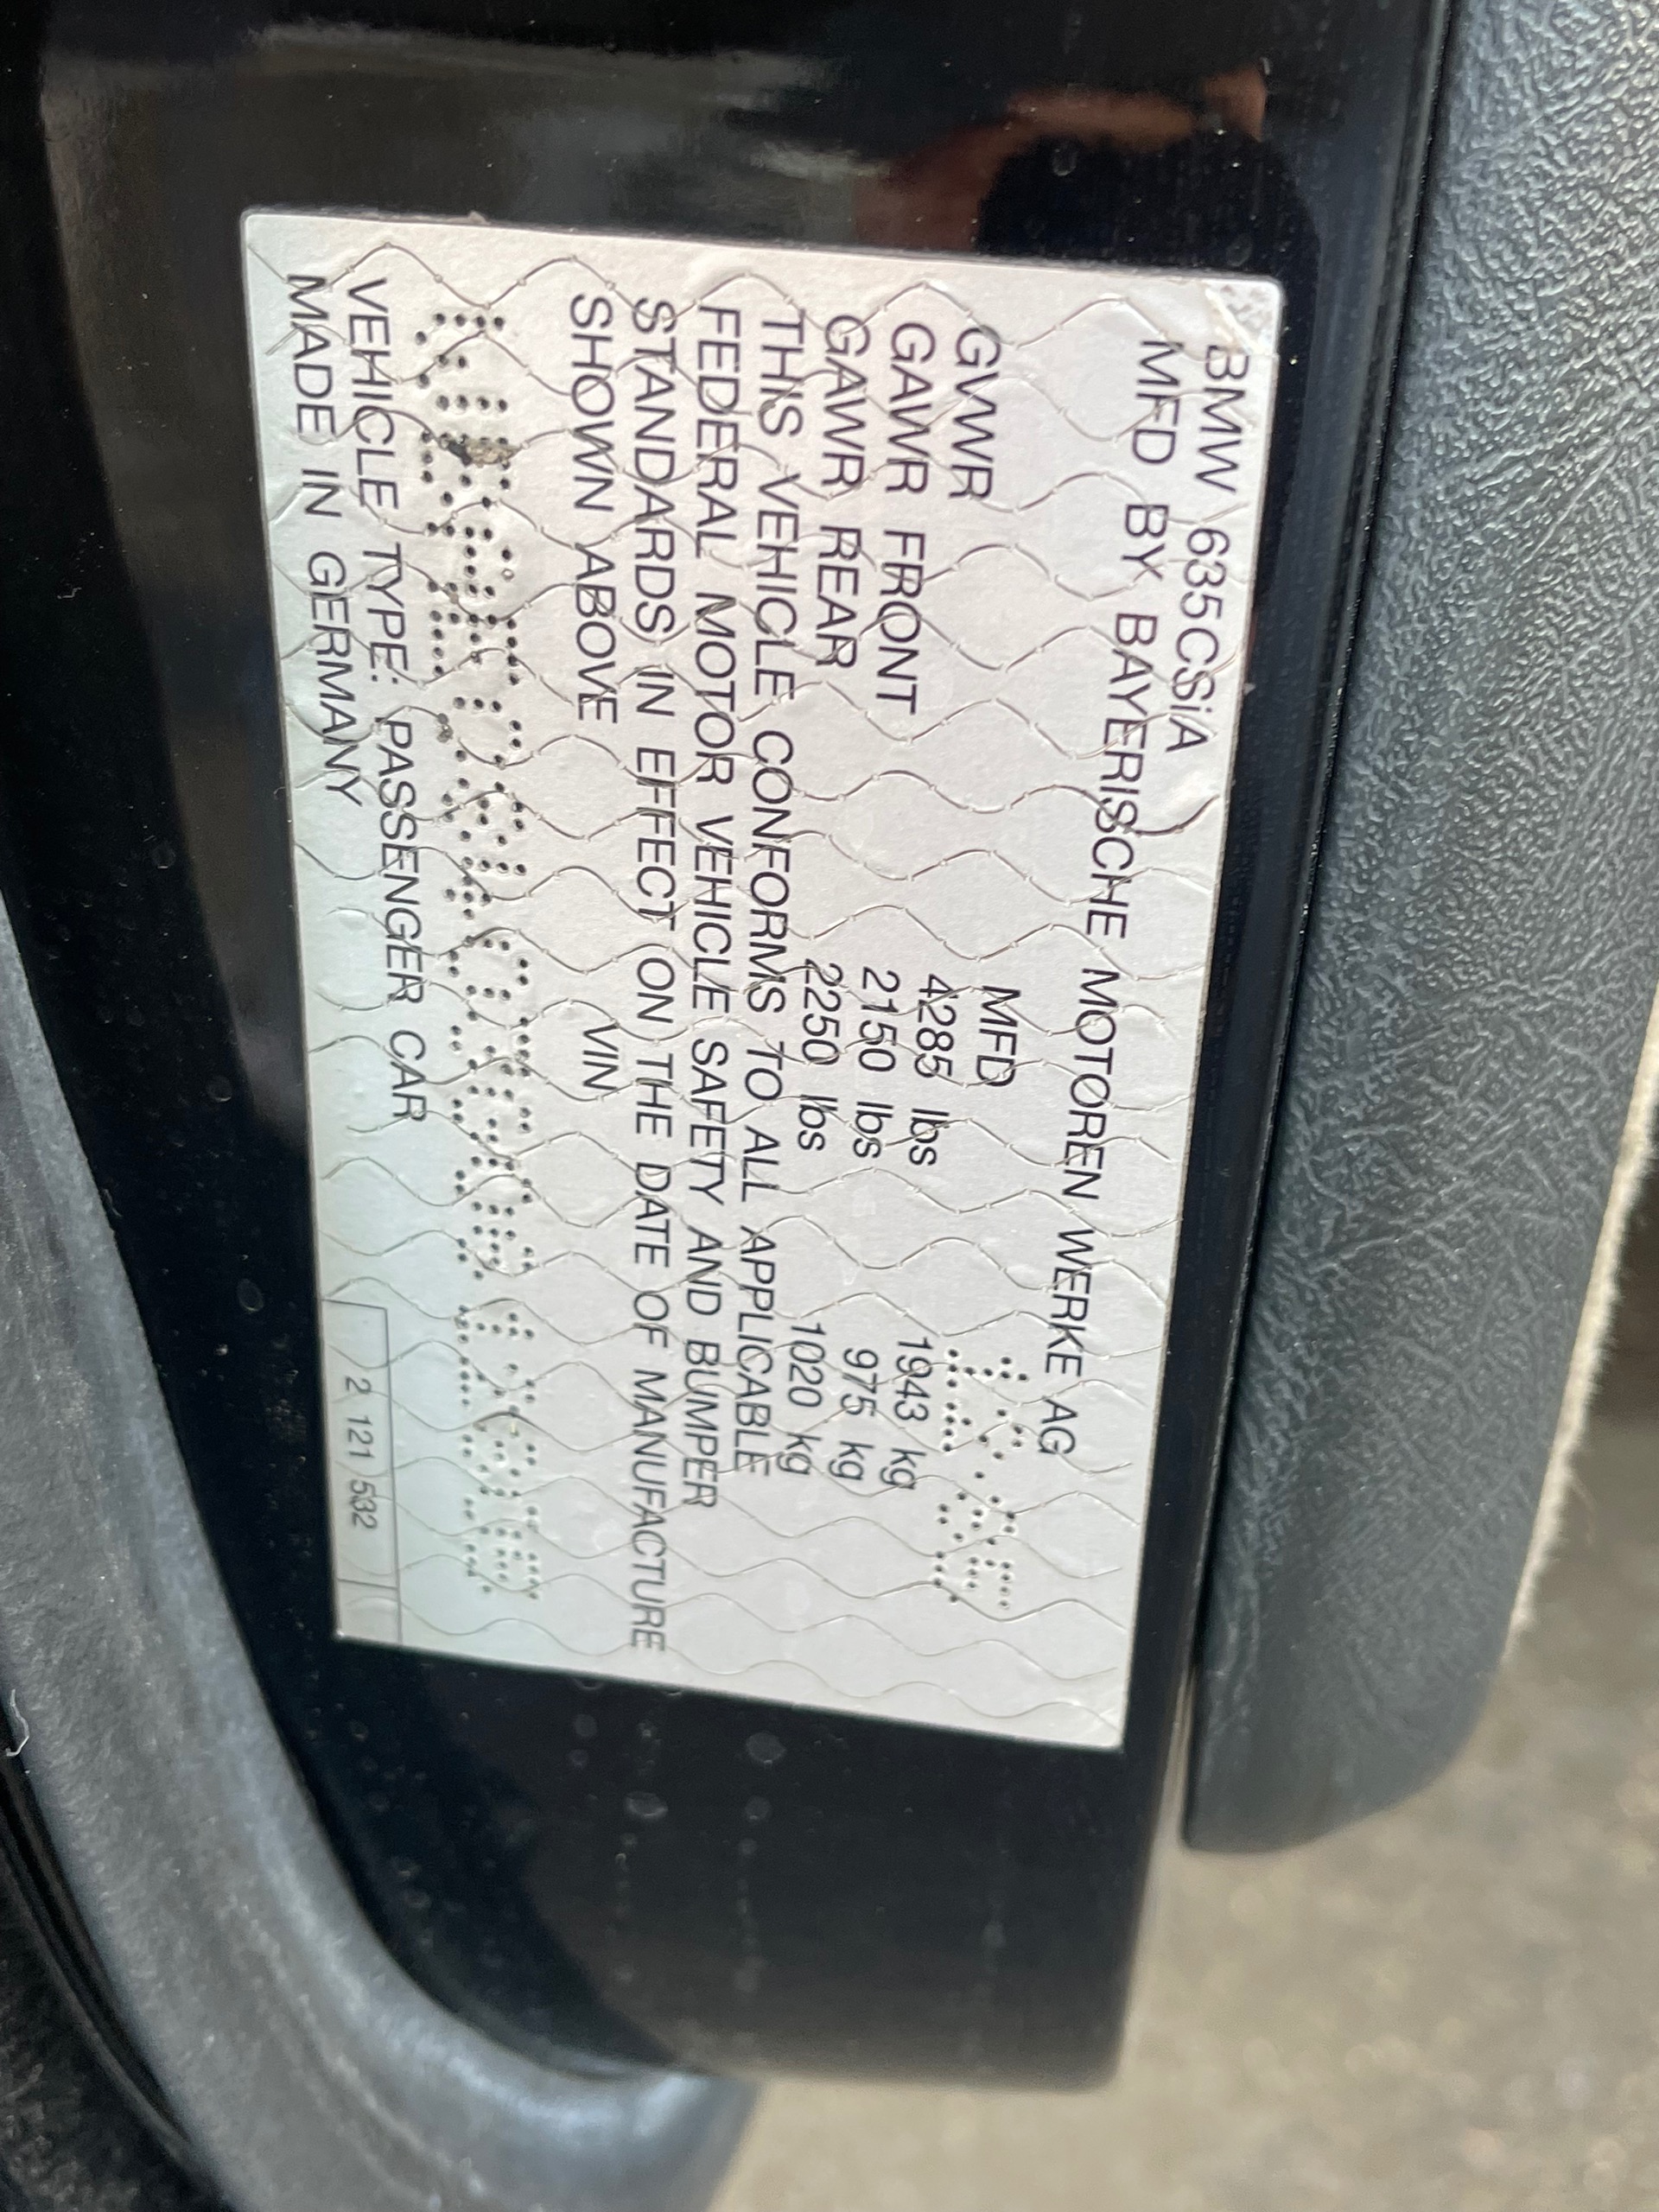 BMW 635CSiA
MFD BY BAYERISCHE MOTOREN WERKE AG
MFD
GVWR 4285 lbs 1943 kg
GAWR FRONT 2150 lbs 975 kg
GAWR REAR 2250 lbs 1020 kg
THIS VEHICLE CONFORMS TO ALL APPLICABLE
FEDERAL MOTOR VEHICLE SAFETY AND BUMPER
STANDARDS IN EFFECT ON THE DATE OF MANUFACTURE
SHOWN ABOVE VIN
VEHICLE TYPE: PASSENGER CAR
MADE IN GERMANY 2 121 532